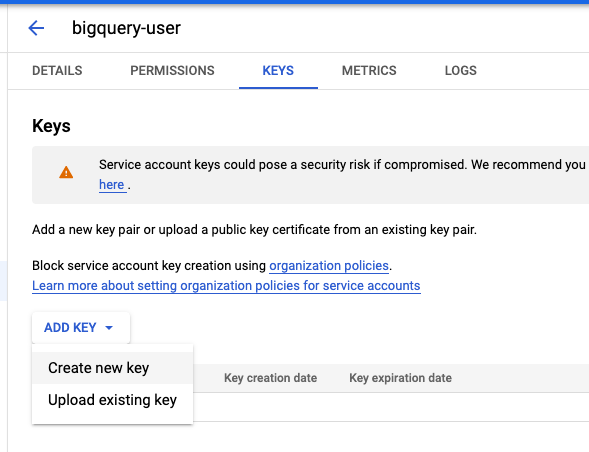 bigquery-user
DETAILS PERMISSIONS KEYS METRICS LOGS
Keys
Service account keys could pose a security risk if compromised. We recommend you
here .
Add a new key pair or upload a public key certificate from an existing key pair.
Block service account key creation using organization policies.
Learn more about setting organization policies for service accounts
ADD KEY
Create new key
Upload existing key
Key creation date Key expiration date